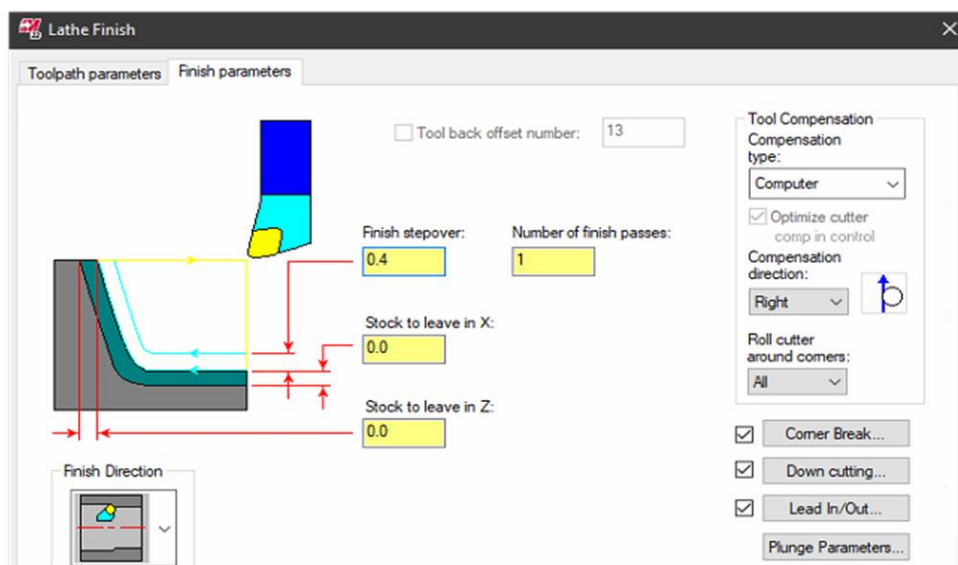 Lathe Finish
Toolpath parameters
Finish parameters
Tool back offset number:
13
Finish stepover:
0.4
Number of finish passes:
1
Stock to leave in X:
0.0
Stock to leave in Z:
0.0
Finish Direction
Tool Compensation
Compensation
type:
Computer
Optimize cutter
comp in control
Compensation
direction:
Right
Roll cutter
around corners:
All
Corner Break...
Down cutting...
Lead In/Out...
Plunge Parameters...